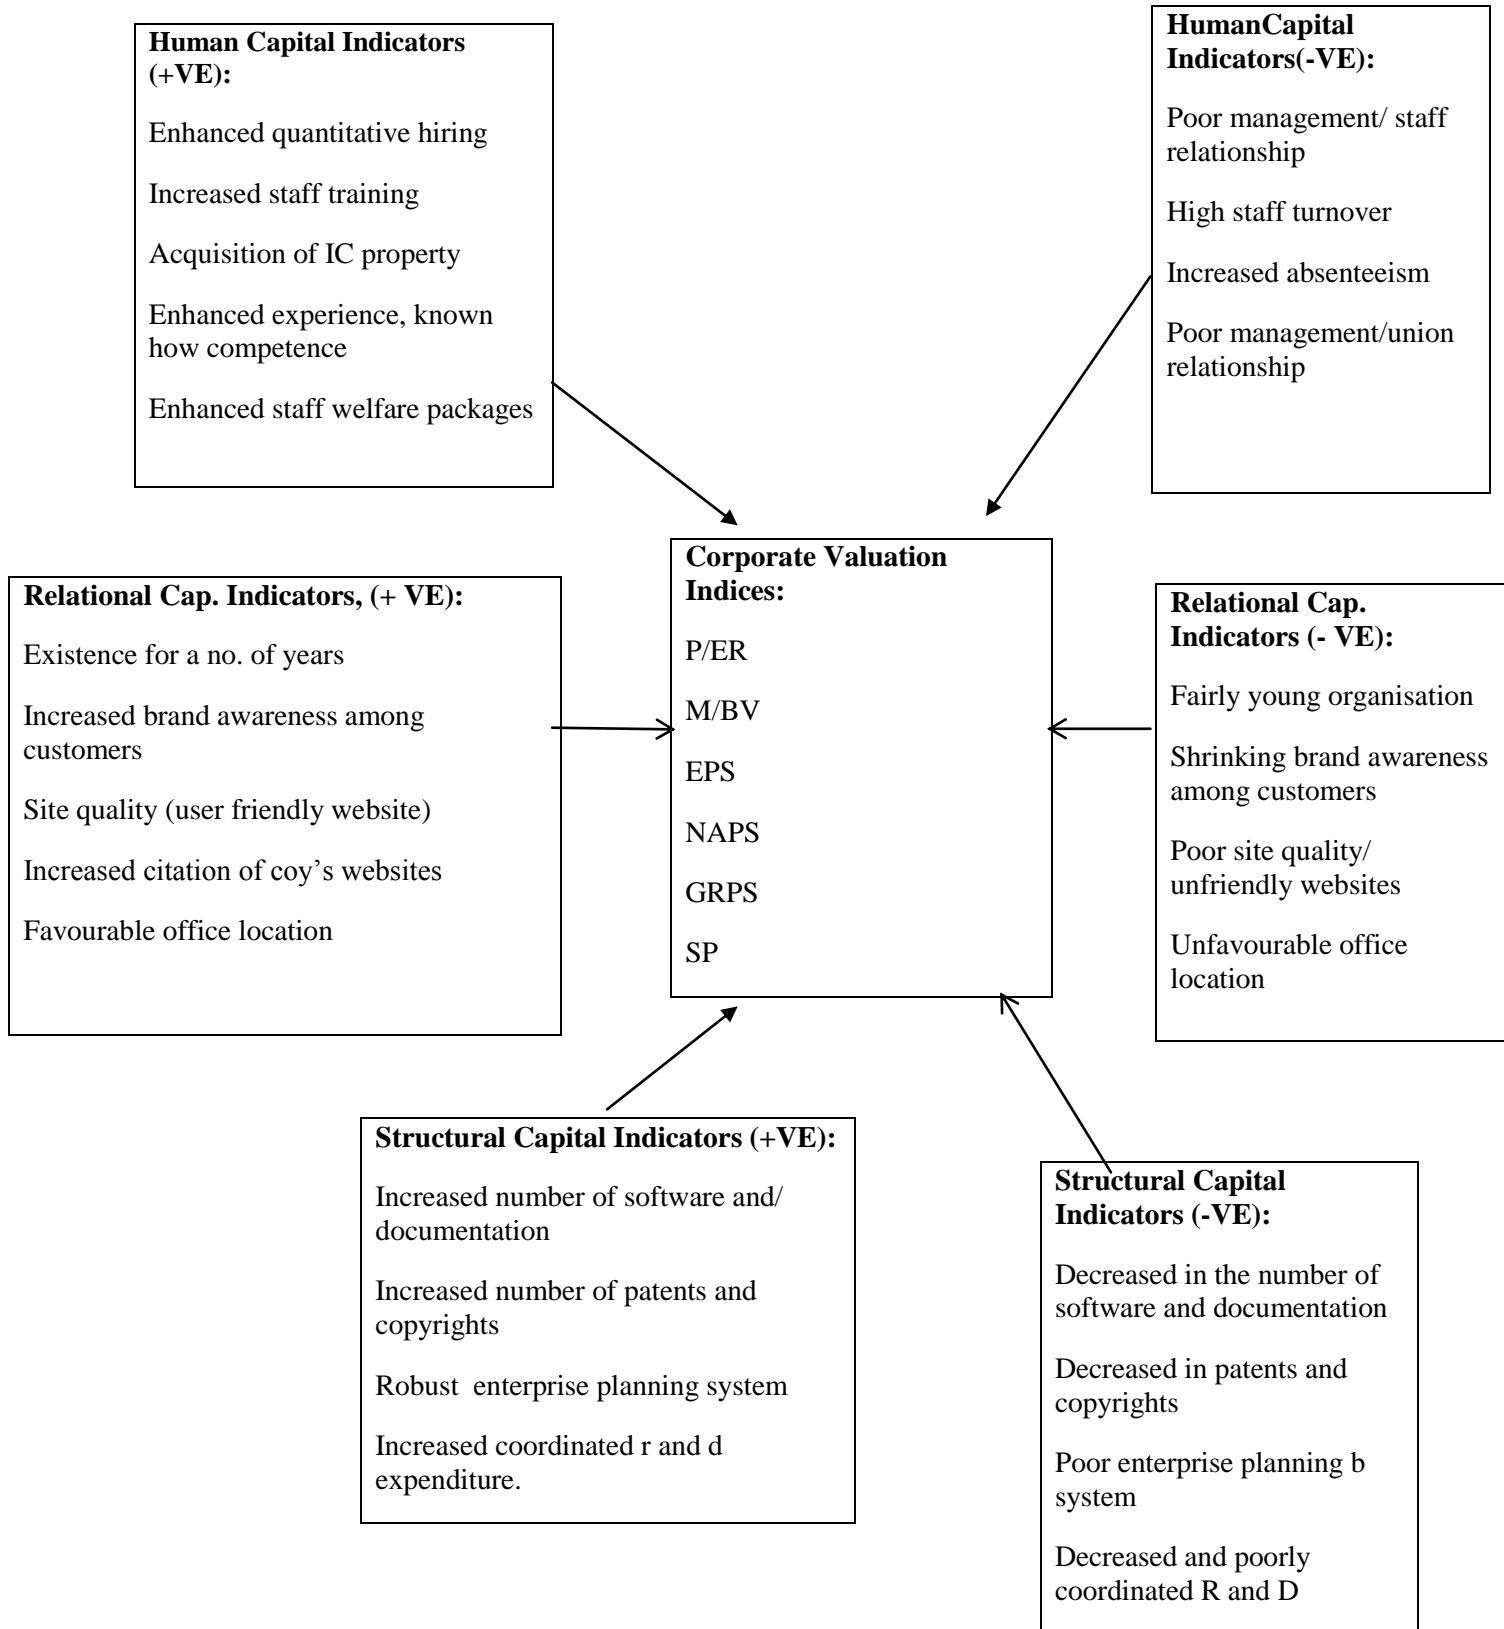 Human Capital Indicators
(+VE):
Enhanced quantitative hiring
Increased staff training
Acquisition of IC property
Enhanced experience, known
how competence
Enhanced staff welfare packages
HumanCapital
Indicators(-VE):
Poor management/ staff
relationship
High staff turnover
Increased absenteeism
Poor management/union
relationship
Relational Cap. Indicators, (+ VE):
Existence for a no. of years
Increased brand awareness among
customers
Site quality (user friendly website)
Increased citation of coy’s websites
Favourable office location
Corporate Valuation
Indices:
P/ER
M/BV
EPS
NAPS
GRPS
SP
Relational Cap.
Indicators (- VE):
Fairly young organisation
Shrinking brand awareness
among customers
Poor site quality/
unfriendly websites
Unfavourable office
location
Structural Capital Indicators (+VE):
Increased number of software and/
documentation
Increased number of patents and
copyrights
Robust  enterprise planning system
Increased coordinated r and d
expenditure.
Structural Capital
Indicators (-VE):
Decreased in the number of
software and documentation
Decreased in patents and
copyrights
Poor enterprise planning b
system
Decreased and poorly
coordinated R and D